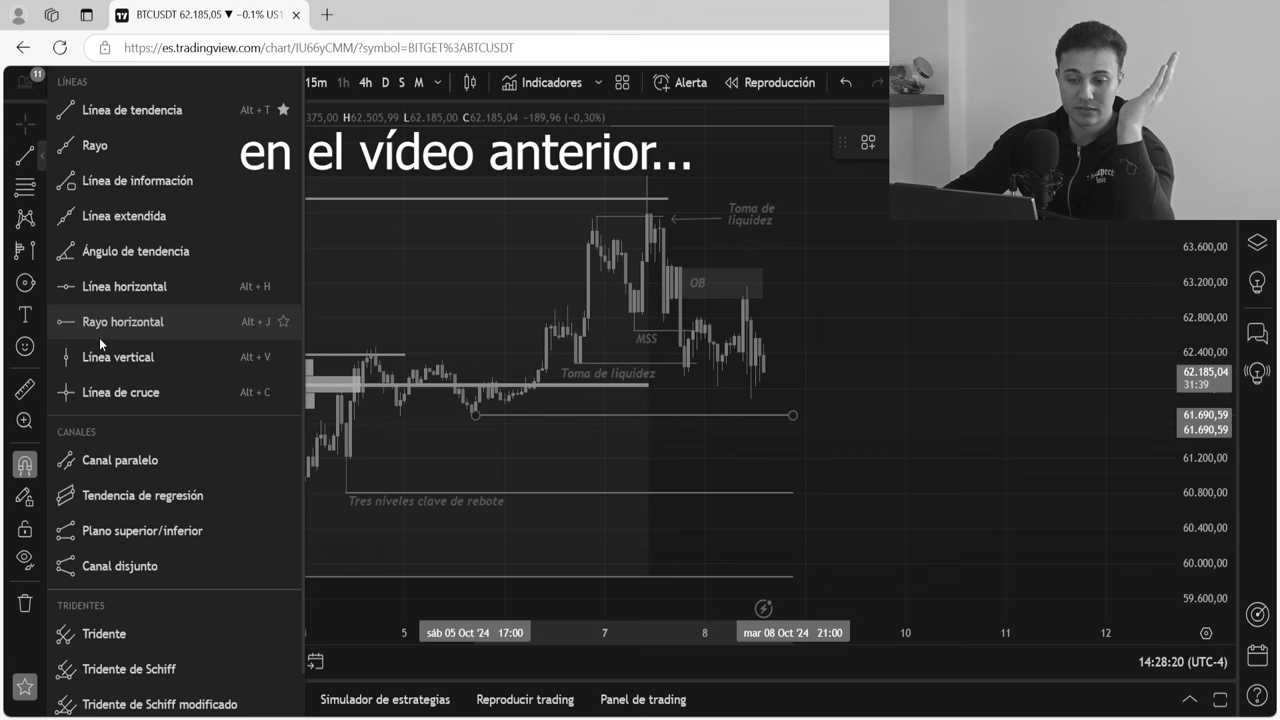 BTCUSDT 62.185,05 ▼ −0.1%
https://es.tradingview.com/chart/IU66yCMM/?symbol=BITGET%3ABTCUSDT
11
LÍNEAS
15m 1h 4h D S M
Indicadores
Alerta
Reproducción
Línea de tendencia Alt + T
375,00 H62.505,99 L62.185,00 C62.185,04 −189,96 (−0,30%)
en el vídeo anterior...
Rayo
Línea de información
Línea extendida
Ángulo de tendencia
Línea horizontal Alt + H
Rayo horizontal Alt + J
Línea vertical Alt + V
Línea de cruce Alt + C
CANALES
Canal paralelo
Tendencia de regresión
Plano superior/inferior
Canal disjunto
TRIDENTES
Tridente
Tridente de Schiff
Tridente de Schiff modificado
Toma de
liquidez
OB
MSS
Toma de liquidez
Tres niveles clave de rebote
63.600,00
63.200,00
62.800,00
62.400,00
62.185,04
31:39
61.690,59
61.690,59
61.200,00
60.800,00
60.400,00
60.000,00
59.600,00
5 sáb 05 Oct '24 17:00 7 8 mar 08 Oct '24 21:00 10 11 12
14:28:20 (UTC-4)
Simulador de estrategias
Reproducir trading
Panel de trading